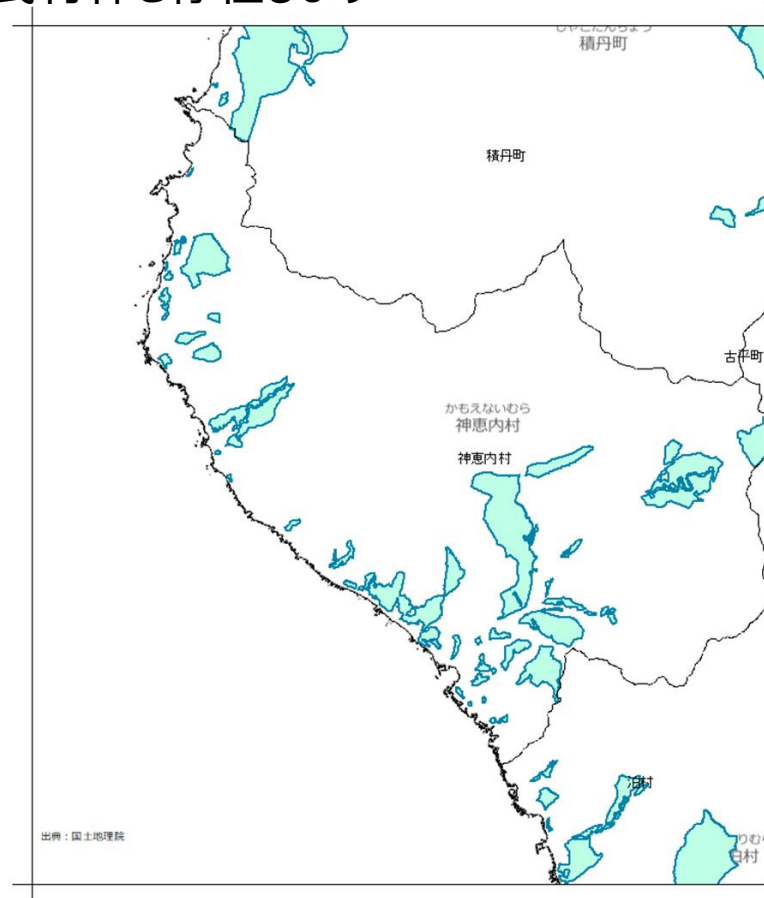 積丹町
積丹町
古平町
かもえないむら
神恵内村
神恵内村
泊村
出典：国土地理院